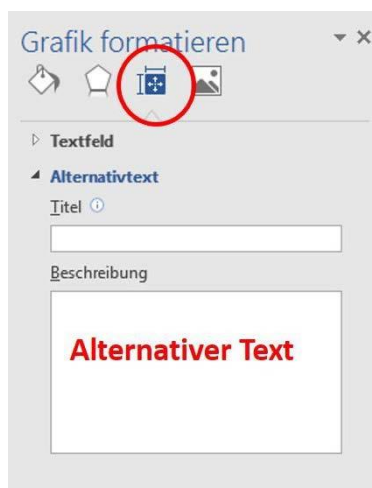 Grafik formatieren
Textfeld
Alternativtext
Titel
Beschreibung
Alternativer Text